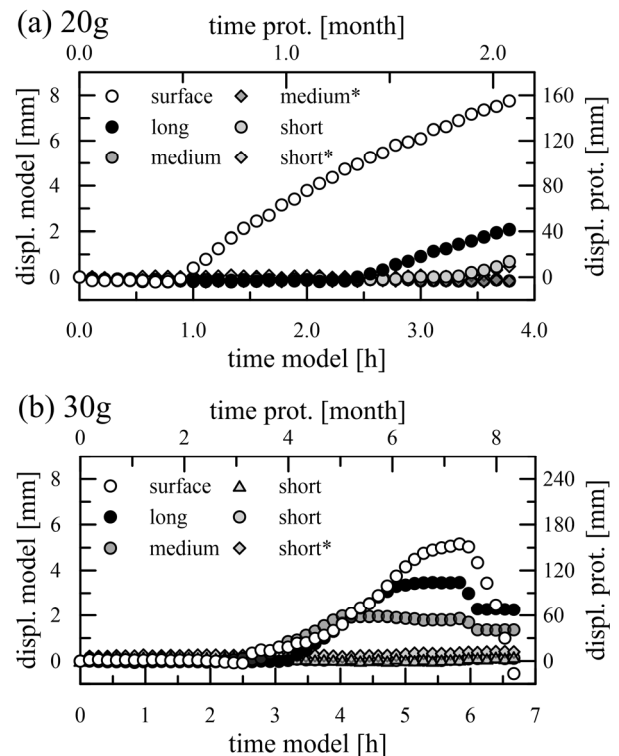 (a) 20g
time prot. [month]
0.0 1.0 2.0
displ. model [mm]
8 6 4 2 0
surface medium*
long short
medium short*
160 120 80 40 0
displ. prot. [mm]
0.0 1.0 2.0 3.0 4.0
time model [h]
(b) 30g
time prot. [month]
0 2 4 6 8
displ. model [mm]
8 6 4 2 0
surface short
long short
medium short*
240 180 120 60 0
displ. prot. [mm]
0 1 2 3 4 5 6 7
time model [h]